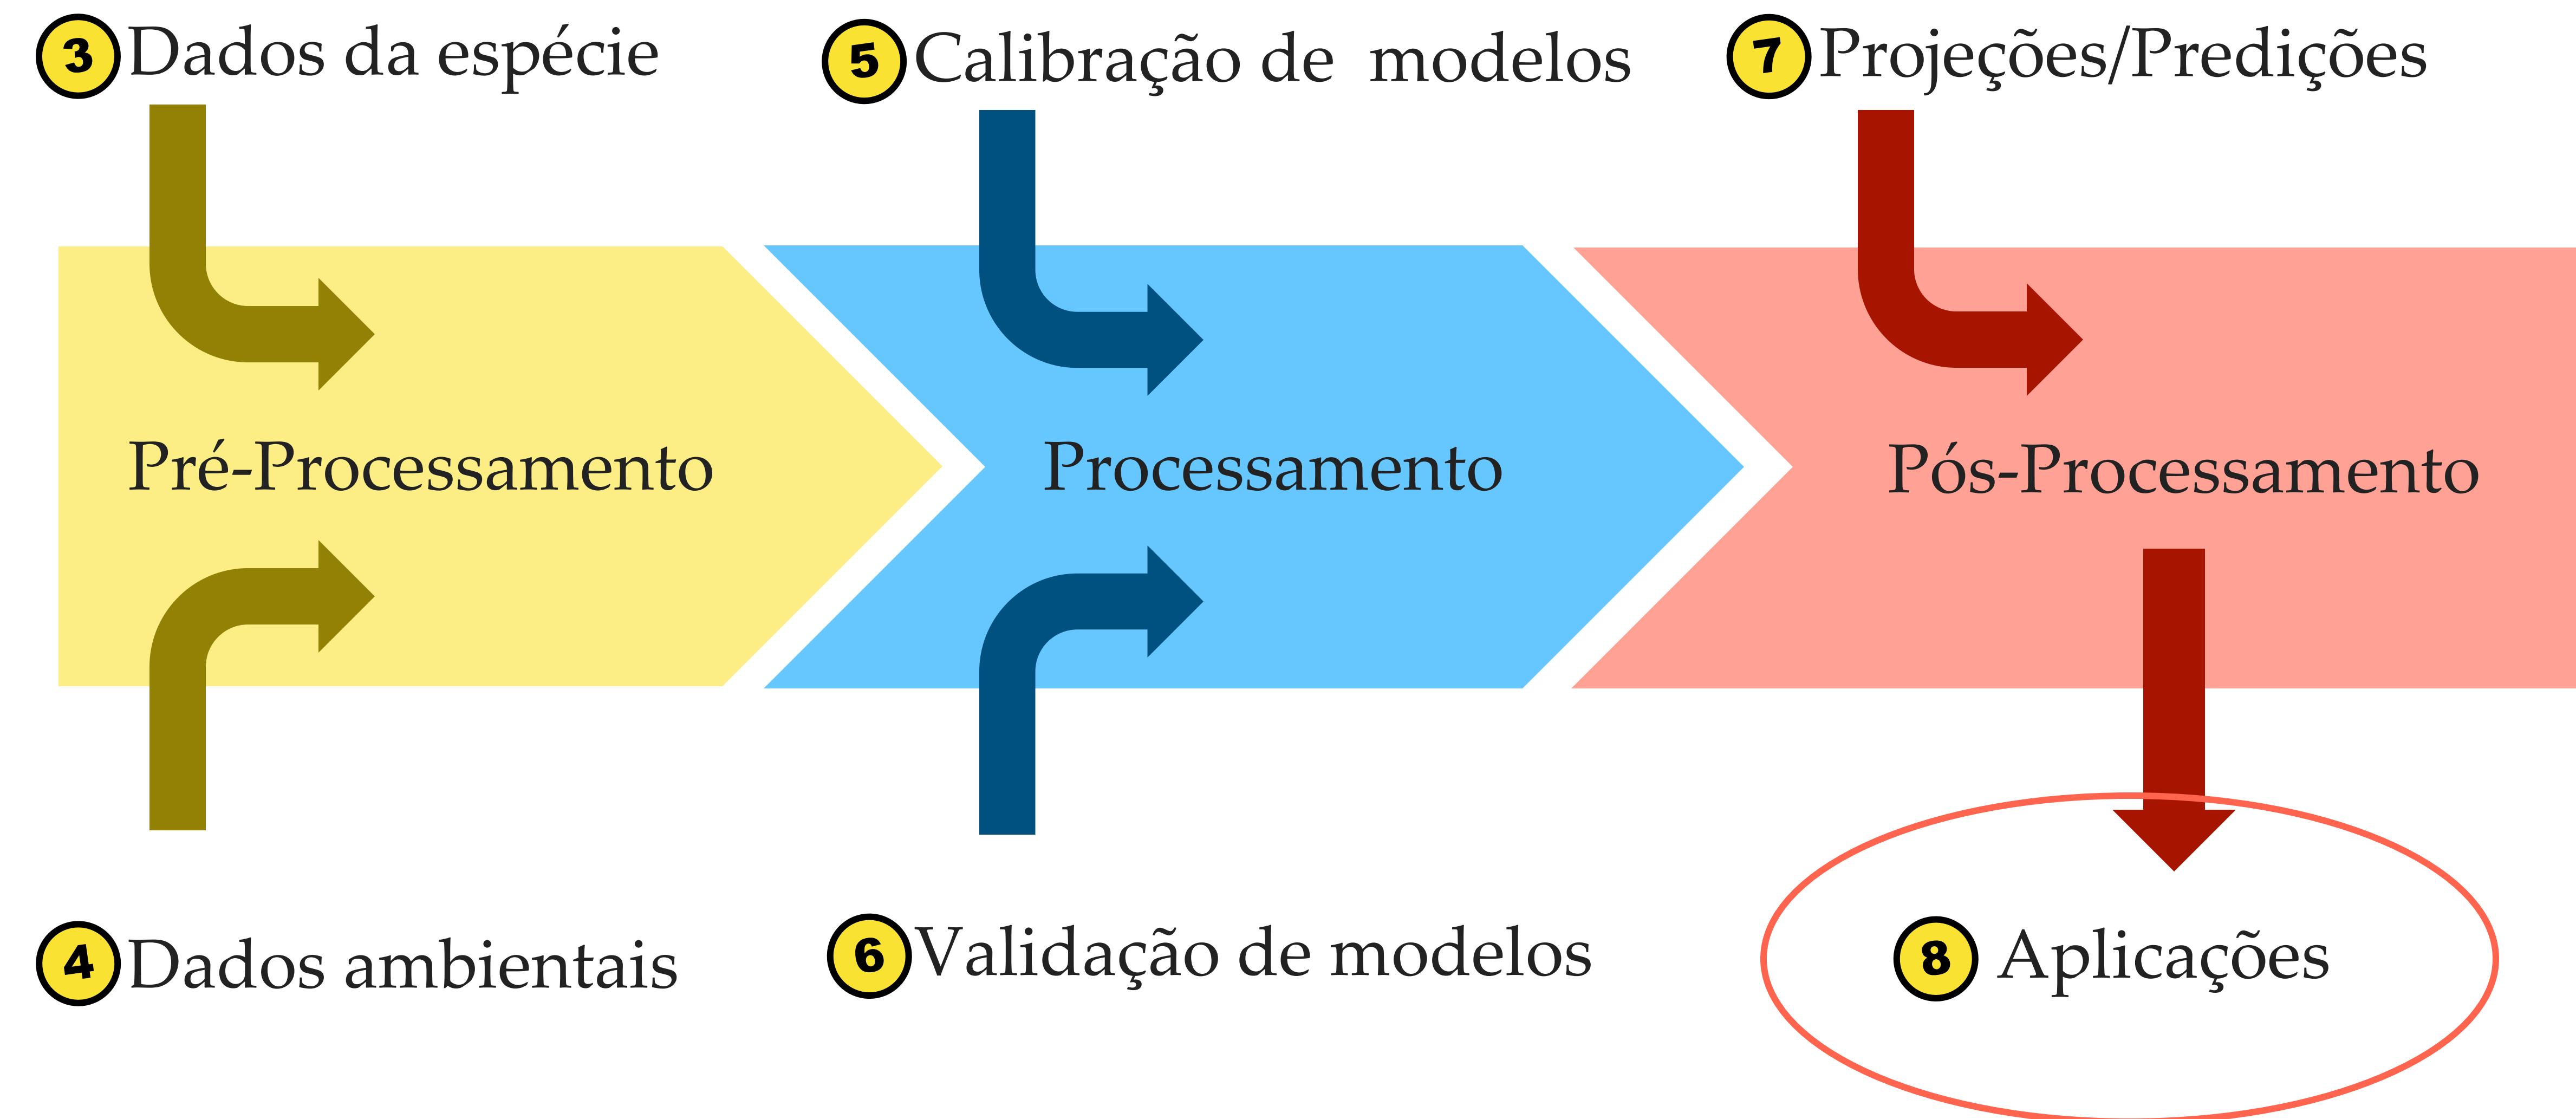 3 Dados da espécie
5 Calibração de modelos
7 Projeções/Predições
Pré-Processamento
Processamento
Pós-Processamento
4 Dados ambientais
6 Validação de modelos
8 Aplicações